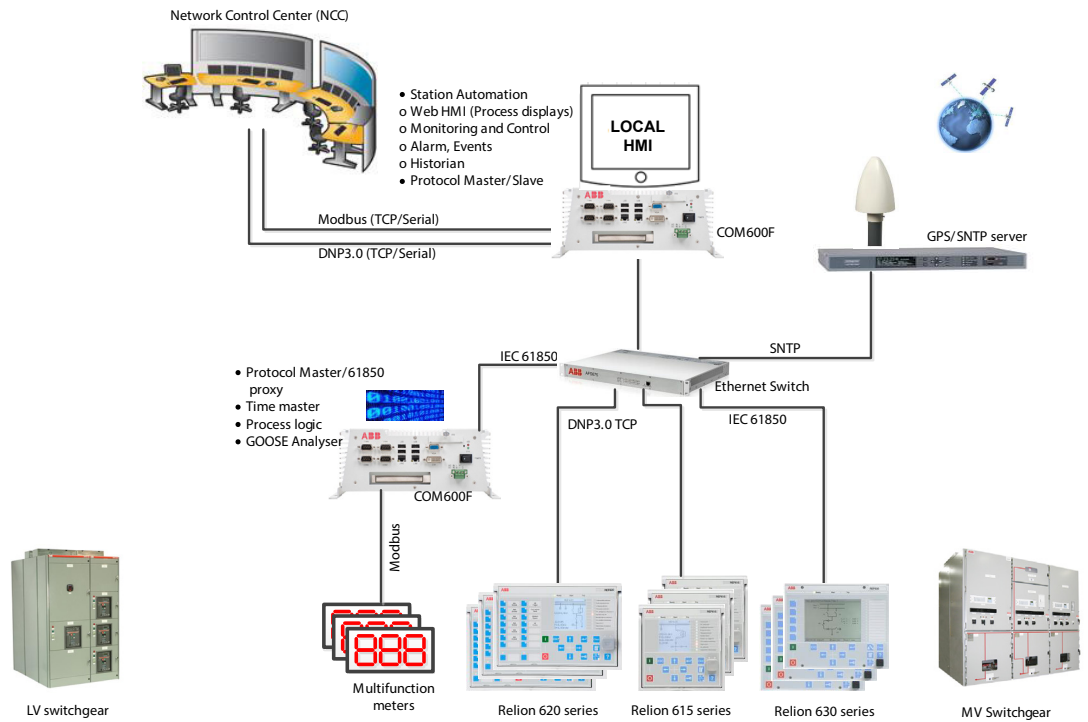 Network Control Center (NCC)
• Station Automation
o Web HMI (Process displays)
o Monitoring and Control
o Alarm, Events
o Historian
• Protocol Master/Slave
LOCAL
HMI
ABB
COM600F
Modbus (TCP/Serial)
DNP3.0 (TCP/Serial)
GPS/SNTP server
SNTP
IEC 61850
ABB
Ethernet Switch
• Protocol Master/61850
proxy
• Time master
• Process logic
• GOOSE Analyser
ABB
COM600F
DNP3.0 TCP
IEC 61850
Modbus
888
Multifunction
meters
ABB
ABB
ABB
LV switchgear
Relion 620 series
Relion 615 series
Relion 630 series
MV Switchgear